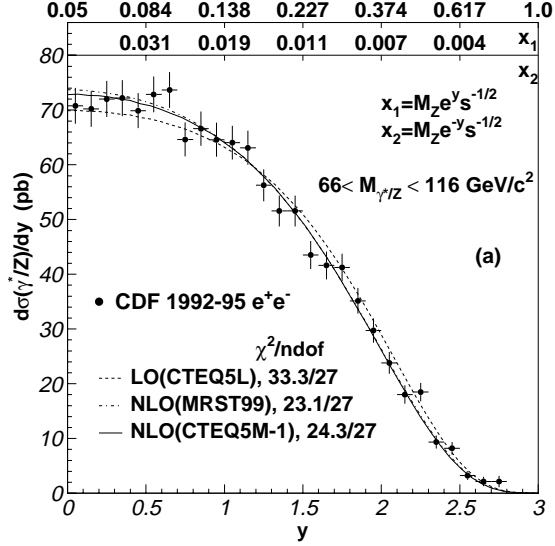 0.05 0.084 0.138 0.227 0.374 0.617 1.0
0.031 0.019 0.011 0.007 0.004 x₁
x₂
x₁=M_Z e^y s^-1/2
x₂=M_Z e^-y s^-1/2
66< M_γ*/Z < 116 GeV/c²
(a)
dσ(γ*/Z)/dy (pb)
80
70
60
50
40
30
20
10
0
CDF 1992-95 e⁺e⁻
χ²/ndof
LO(CTEQ5L), 33.3/27
NLO(MRST99), 23.1/27
NLO(CTEQ5M-1), 24.3/27
0 0.5 1 1.5 2 2.5 3
y